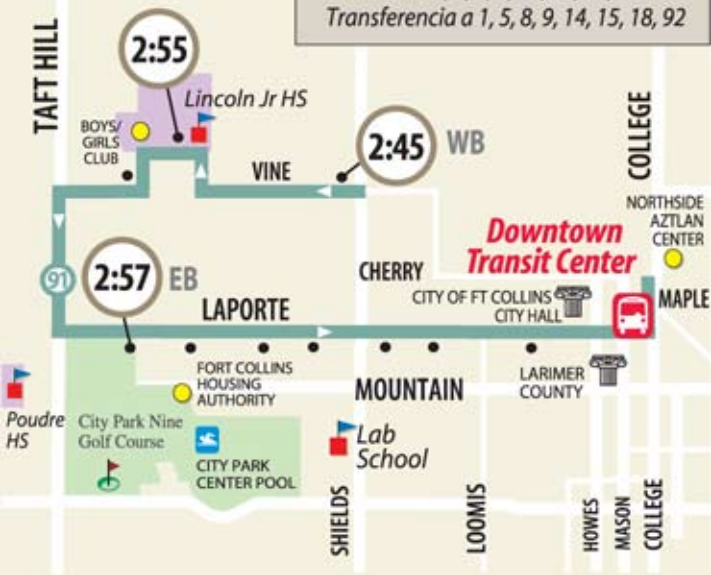 Transferencia a 1, 5, 8, 9, 14, 15, 18, 92
2:55
TAFT HILL
Lincoln Jr HS
BOYS/
GIRLS
CLUB
2:45 WB
COLLEGE
VINE
NORTHSIDE
AZTLAN
CENTER
Downtown
Transit Center
91
2:57 EB
CHERRY
CITY OF FT COLLINS
CITY HALL
MAPLE
LAPORTE
FORT COLLINS
HOUSING
AUTHORITY
LARIMER
COUNTY
MOUNTAIN
Poudre
HS
City Park Nine
Golf Course
Lab
School
CITY PARK
CENTER POOL
SHIELDS
LOOMIS
HOWES
MASON
COLLEGE